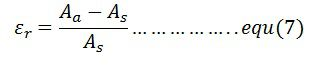 εᵣ = (Aₐ − Aₛ) / Aₛ … … … … … . . equ(7)